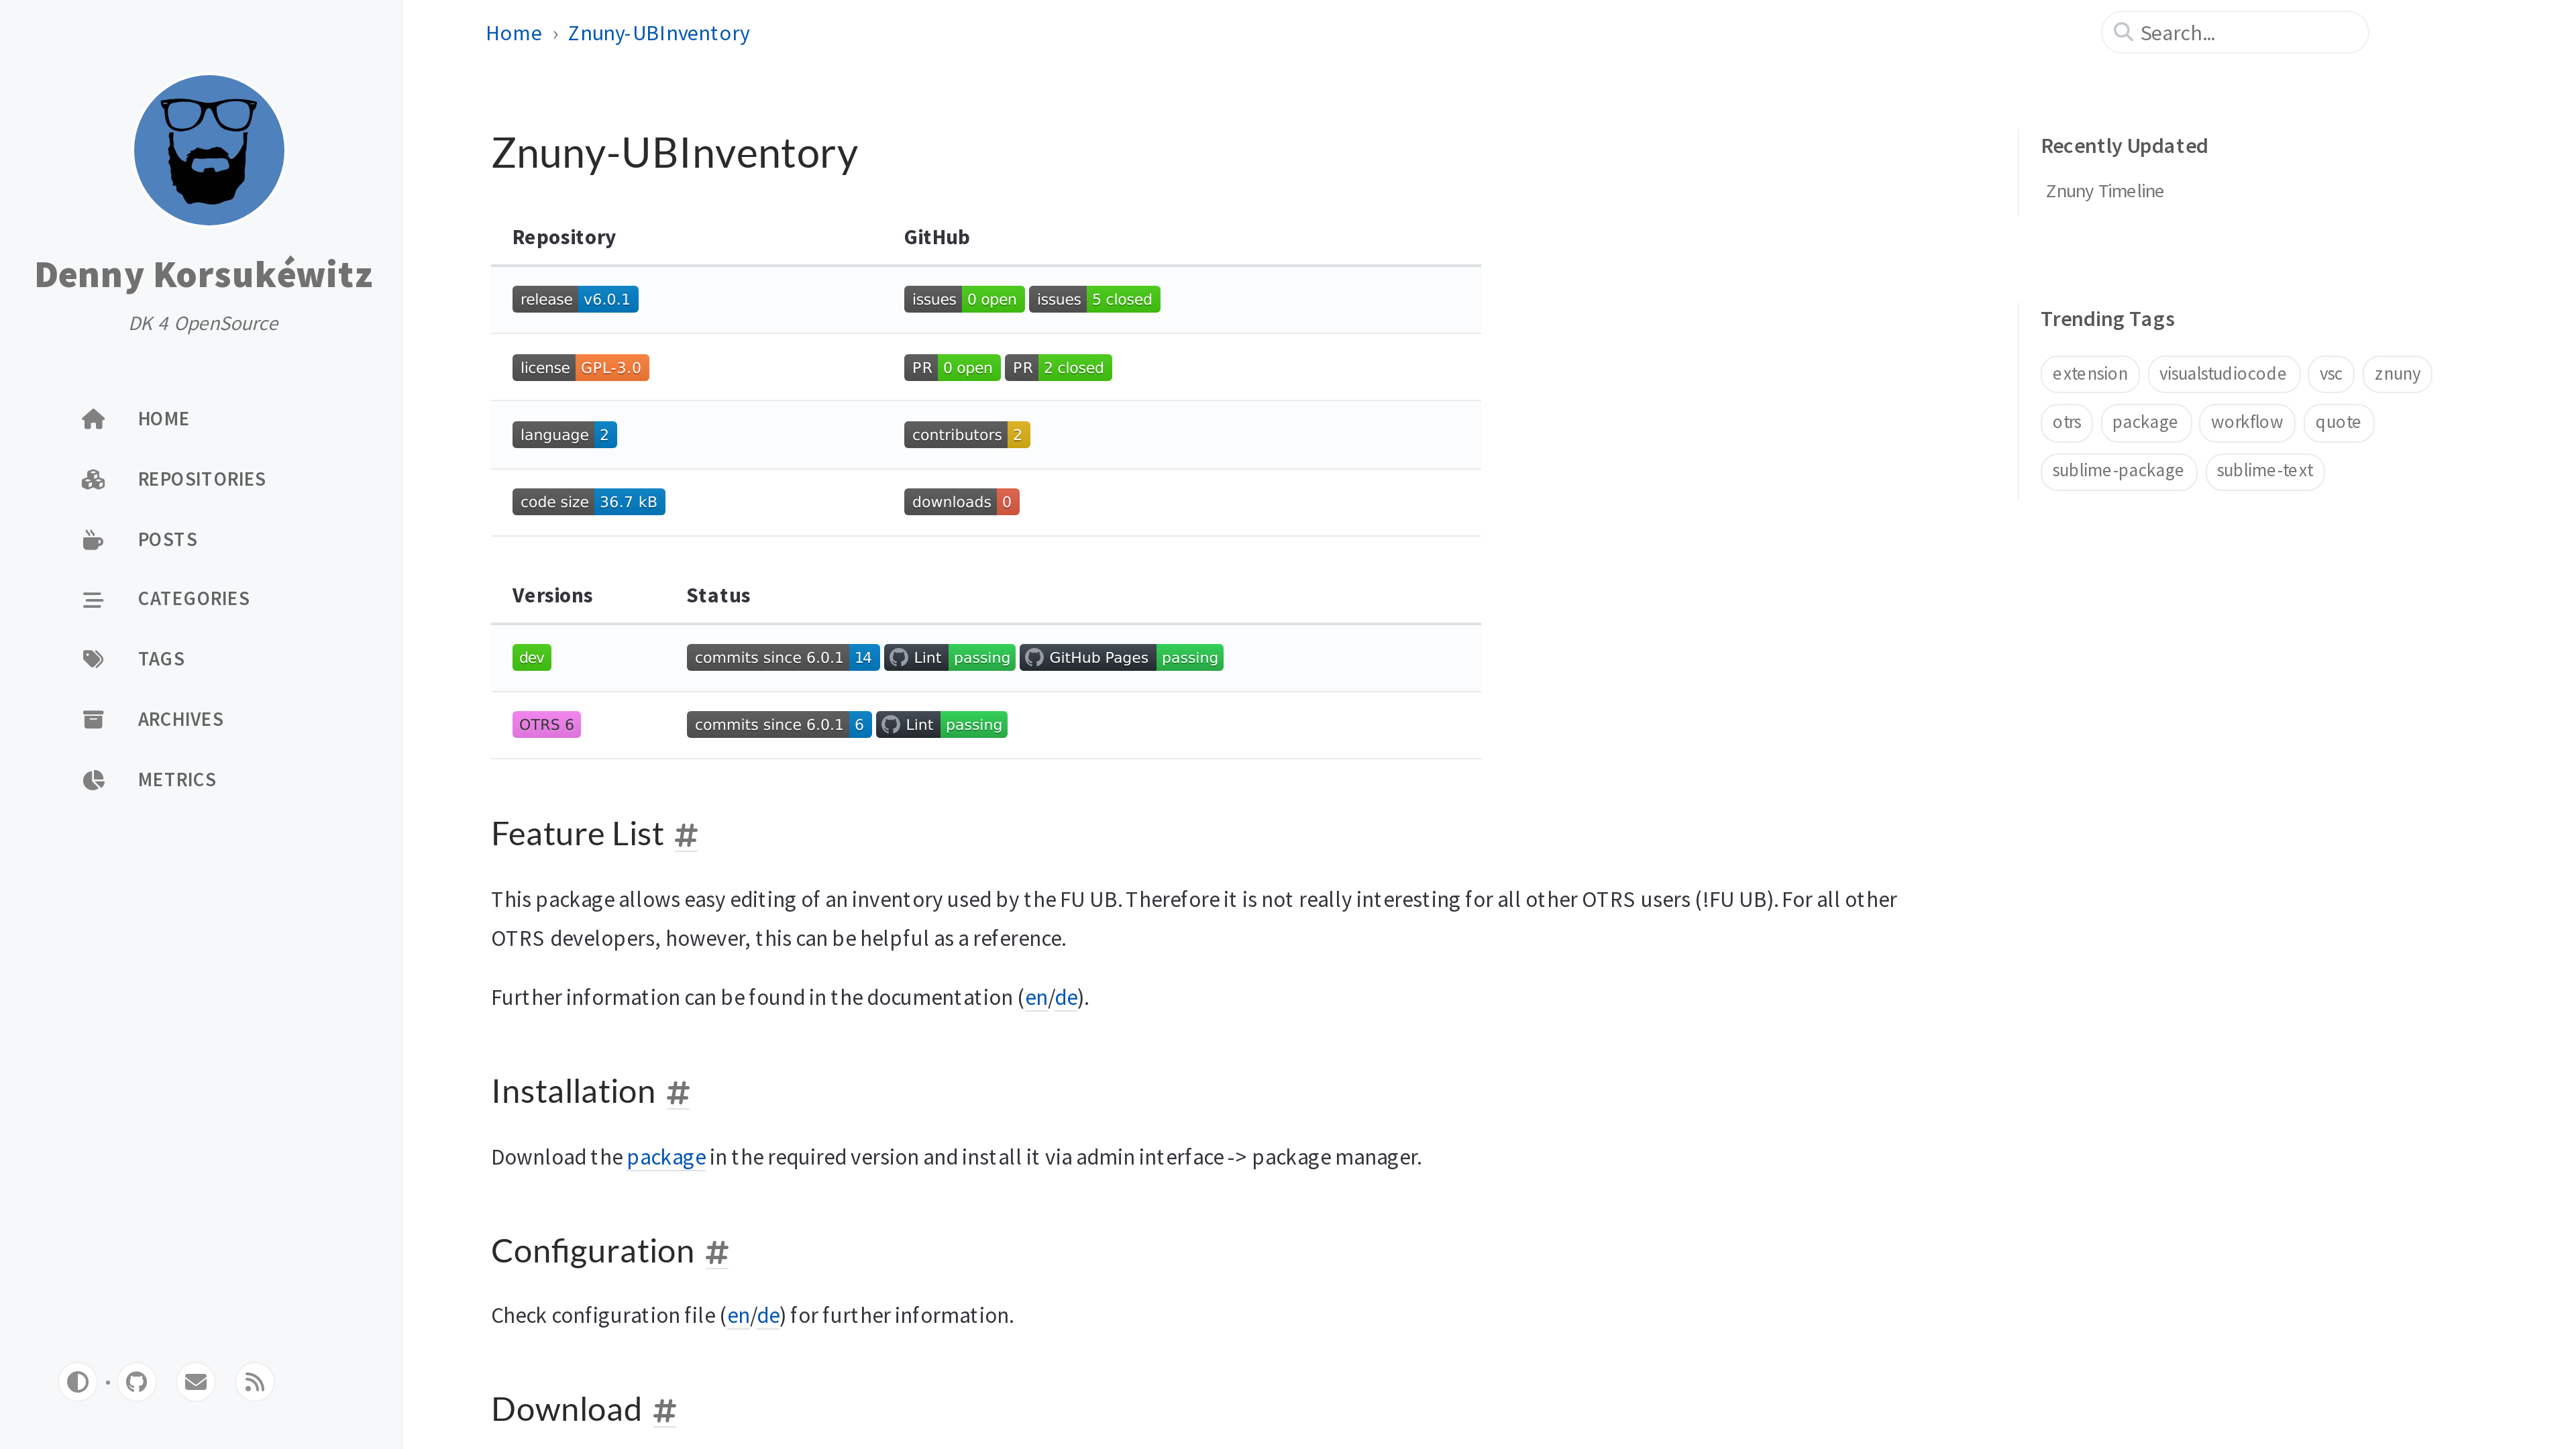 Home › Znuny-UBInventory
Search...
Denny Korsukéwitz
DK 4 OpenSource
HOME
REPOSITORIES
POSTS
CATEGORIES
TAGS
ARCHIVES
METRICS
Znuny-UBInventory
Repository GitHub
release v6.0.1 issues 0 open issues 5 closed
license GPL-3.0 PR 0 open PR 2 closed
language 2 contributors 2
code size 36.7 kB downloads 0
Versions Status
dev commits since 6.0.1 14 Lint passing GitHub Pages passing
OTRS 6 commits since 6.0.1 6 Lint passing
Feature List #
This package allows easy editing of an inventory used by the FU UB. Therefore it is not really interesting for all other OTRS users (!FU UB). For all other
OTRS developers, however, this can be helpful as a reference.
Further information can be found in the documentation (en/de).
Installation #
Download the package in the required version and install it via admin interface -> package manager.
Configuration #
Check configuration file (en/de) for further information.
Download #
Recently Updated
Znuny Timeline
Trending Tags
extension visualstudiocode vsc znuny
otrs package workflow quote
sublime-package sublime-text